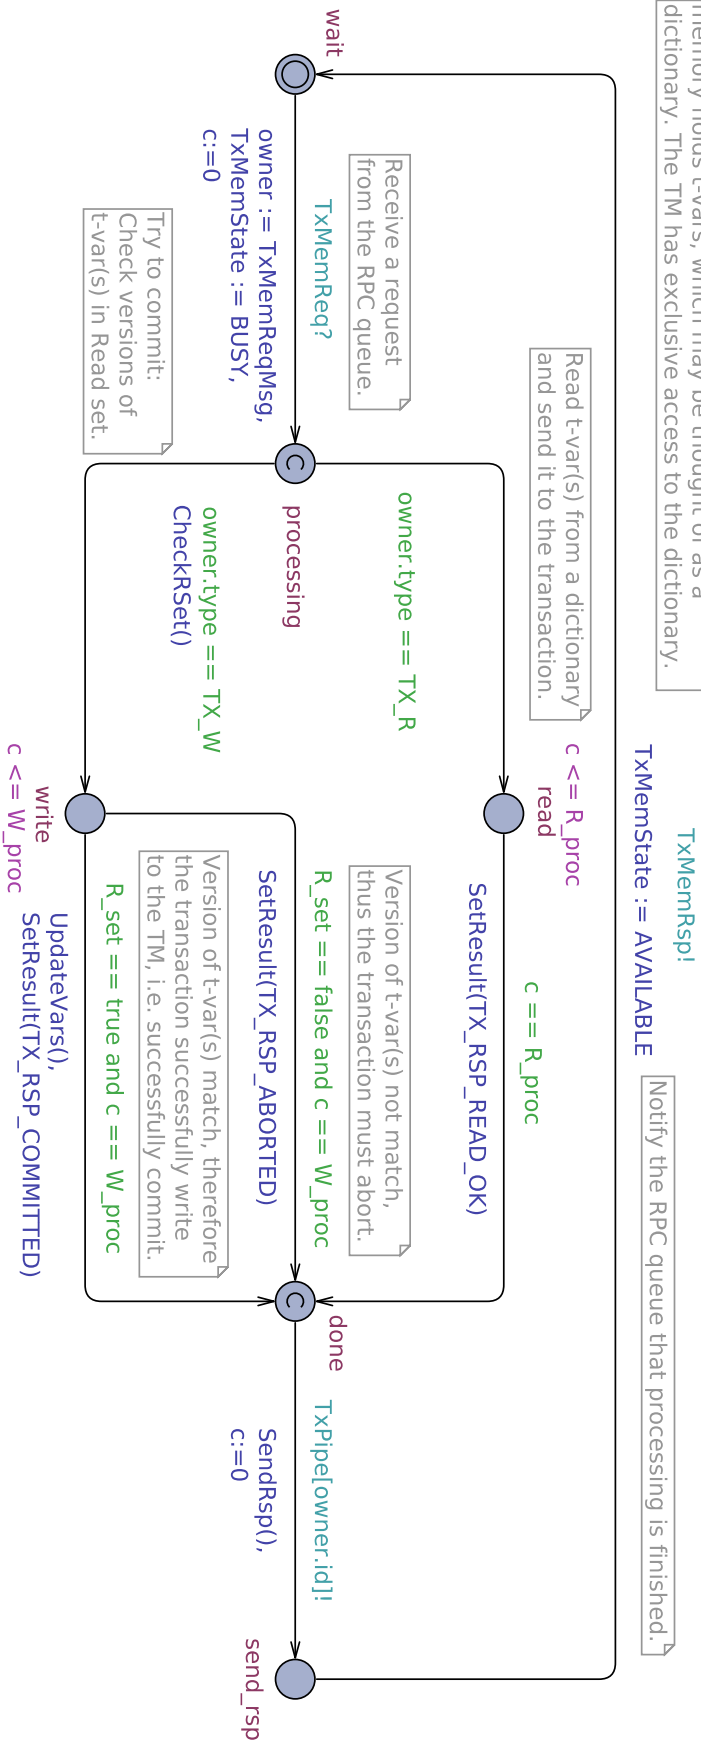 memory holds t-vars, which may be thought of as a
dictionary. The TM has exclusive access to the dictionary.
TxMemRsp!
TxMemState := AVAILABLE
Notify the RPC queue that processing is finished.
Read t-var(s) from a dictionary
and send it to the transaction.
c <= R_proc
read
c == R_proc
SetResult(TX_RSP_READ_OK)
wait
Receive a request
from the RPC queue.
TxMemReq?
owner := TxMemReqMsg,
TxMemState := BUSY,
c:=0
C
processing
owner.type == TX_R
owner.type == TX_W
CheckRSet()
Try to commit:
Check versions of
t-var(s) in Read set.
Version of t-var(s) not match,
thus the transaction must abort.
R_set == false and c == W_proc
SetResult(TX_RSP_ABORTED)
Version of t-var(s) match, therefore
the transaction successfully write
to the TM, i.e. successfully commit.
R_set == true and c == W_proc
UpdateVars(),
SetResult(TX_RSP_COMMITTED)
write
c <= W_proc
C
done
TxPipe[owner.id]!
SendRsp(),
c:=0
send_rsp